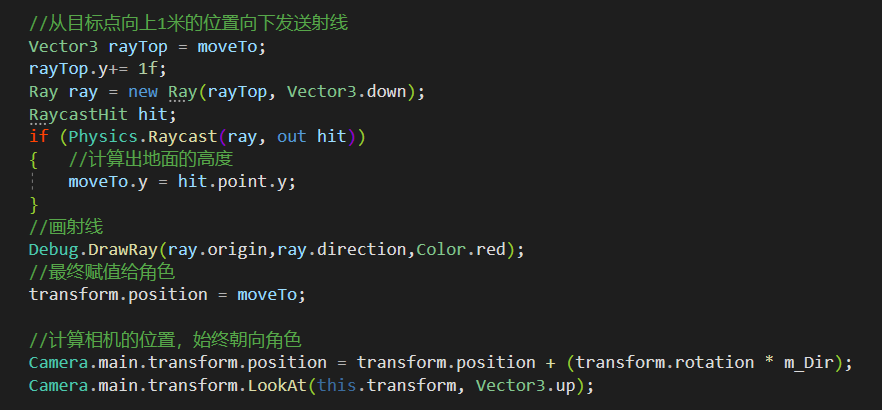 //从目标点向上1米的位置向下发送射线
Vector3 rayTop = moveTo;
rayTop.y+= 1f;
Ray ray = new Ray(rayTop, Vector3.down);
RaycastHit hit;
if (Physics.Raycast(ray, out hit))
{   //计算出地面的高度
    moveTo.y = hit.point.y;
}
//画射线
Debug.DrawRay(ray.origin,ray.direction,Color.red);
//最终赋值给角色
transform.position = moveTo;

//计算相机的位置，始终朝向角色
Camera.main.transform.position = transform.position + (transform.rotation * m_Dir);
Camera.main.transform.LookAt(this.transform, Vector3.up);